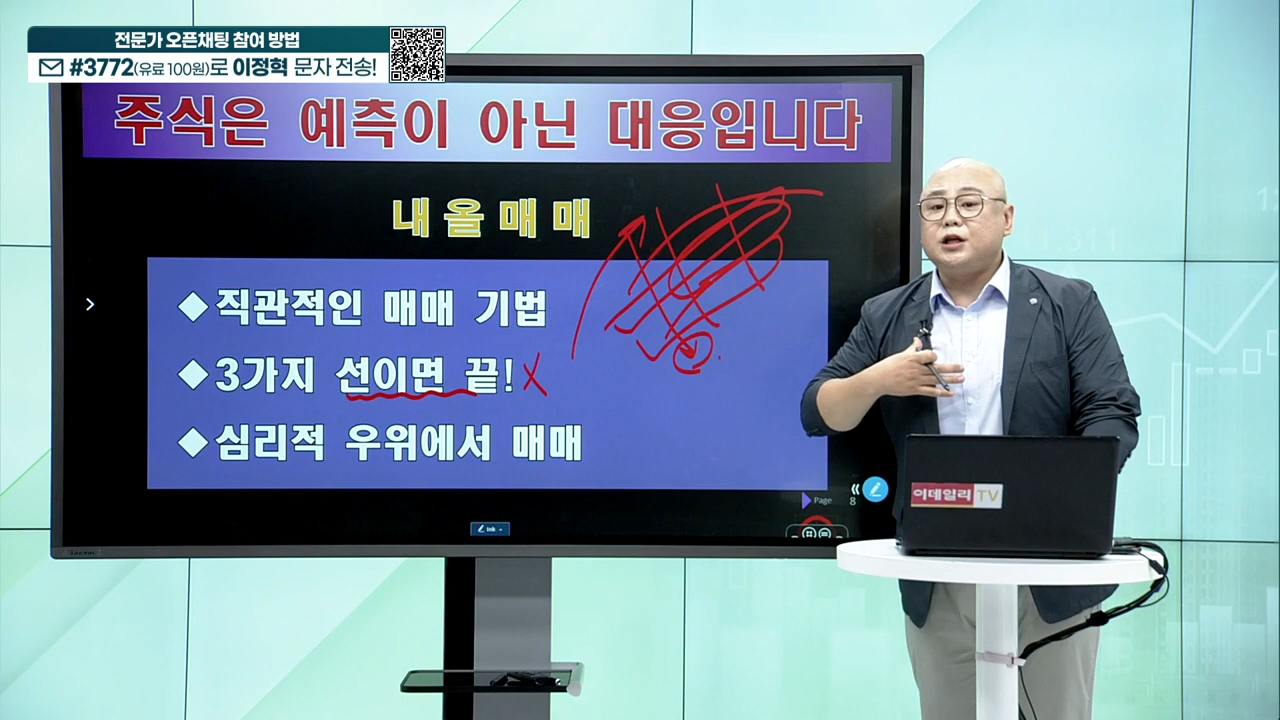 전문가 오픈채팅 참여 방법
#3772(유료 100원)로 이정혁 문자 전송!
주식은 예측이 아닌 대응입니다
내올매매
◆직관적인 매매 기법
◆3가지 선이면 끝!
◆심리적 우위에서 매매
Page
8
Ink
이데일리 TV